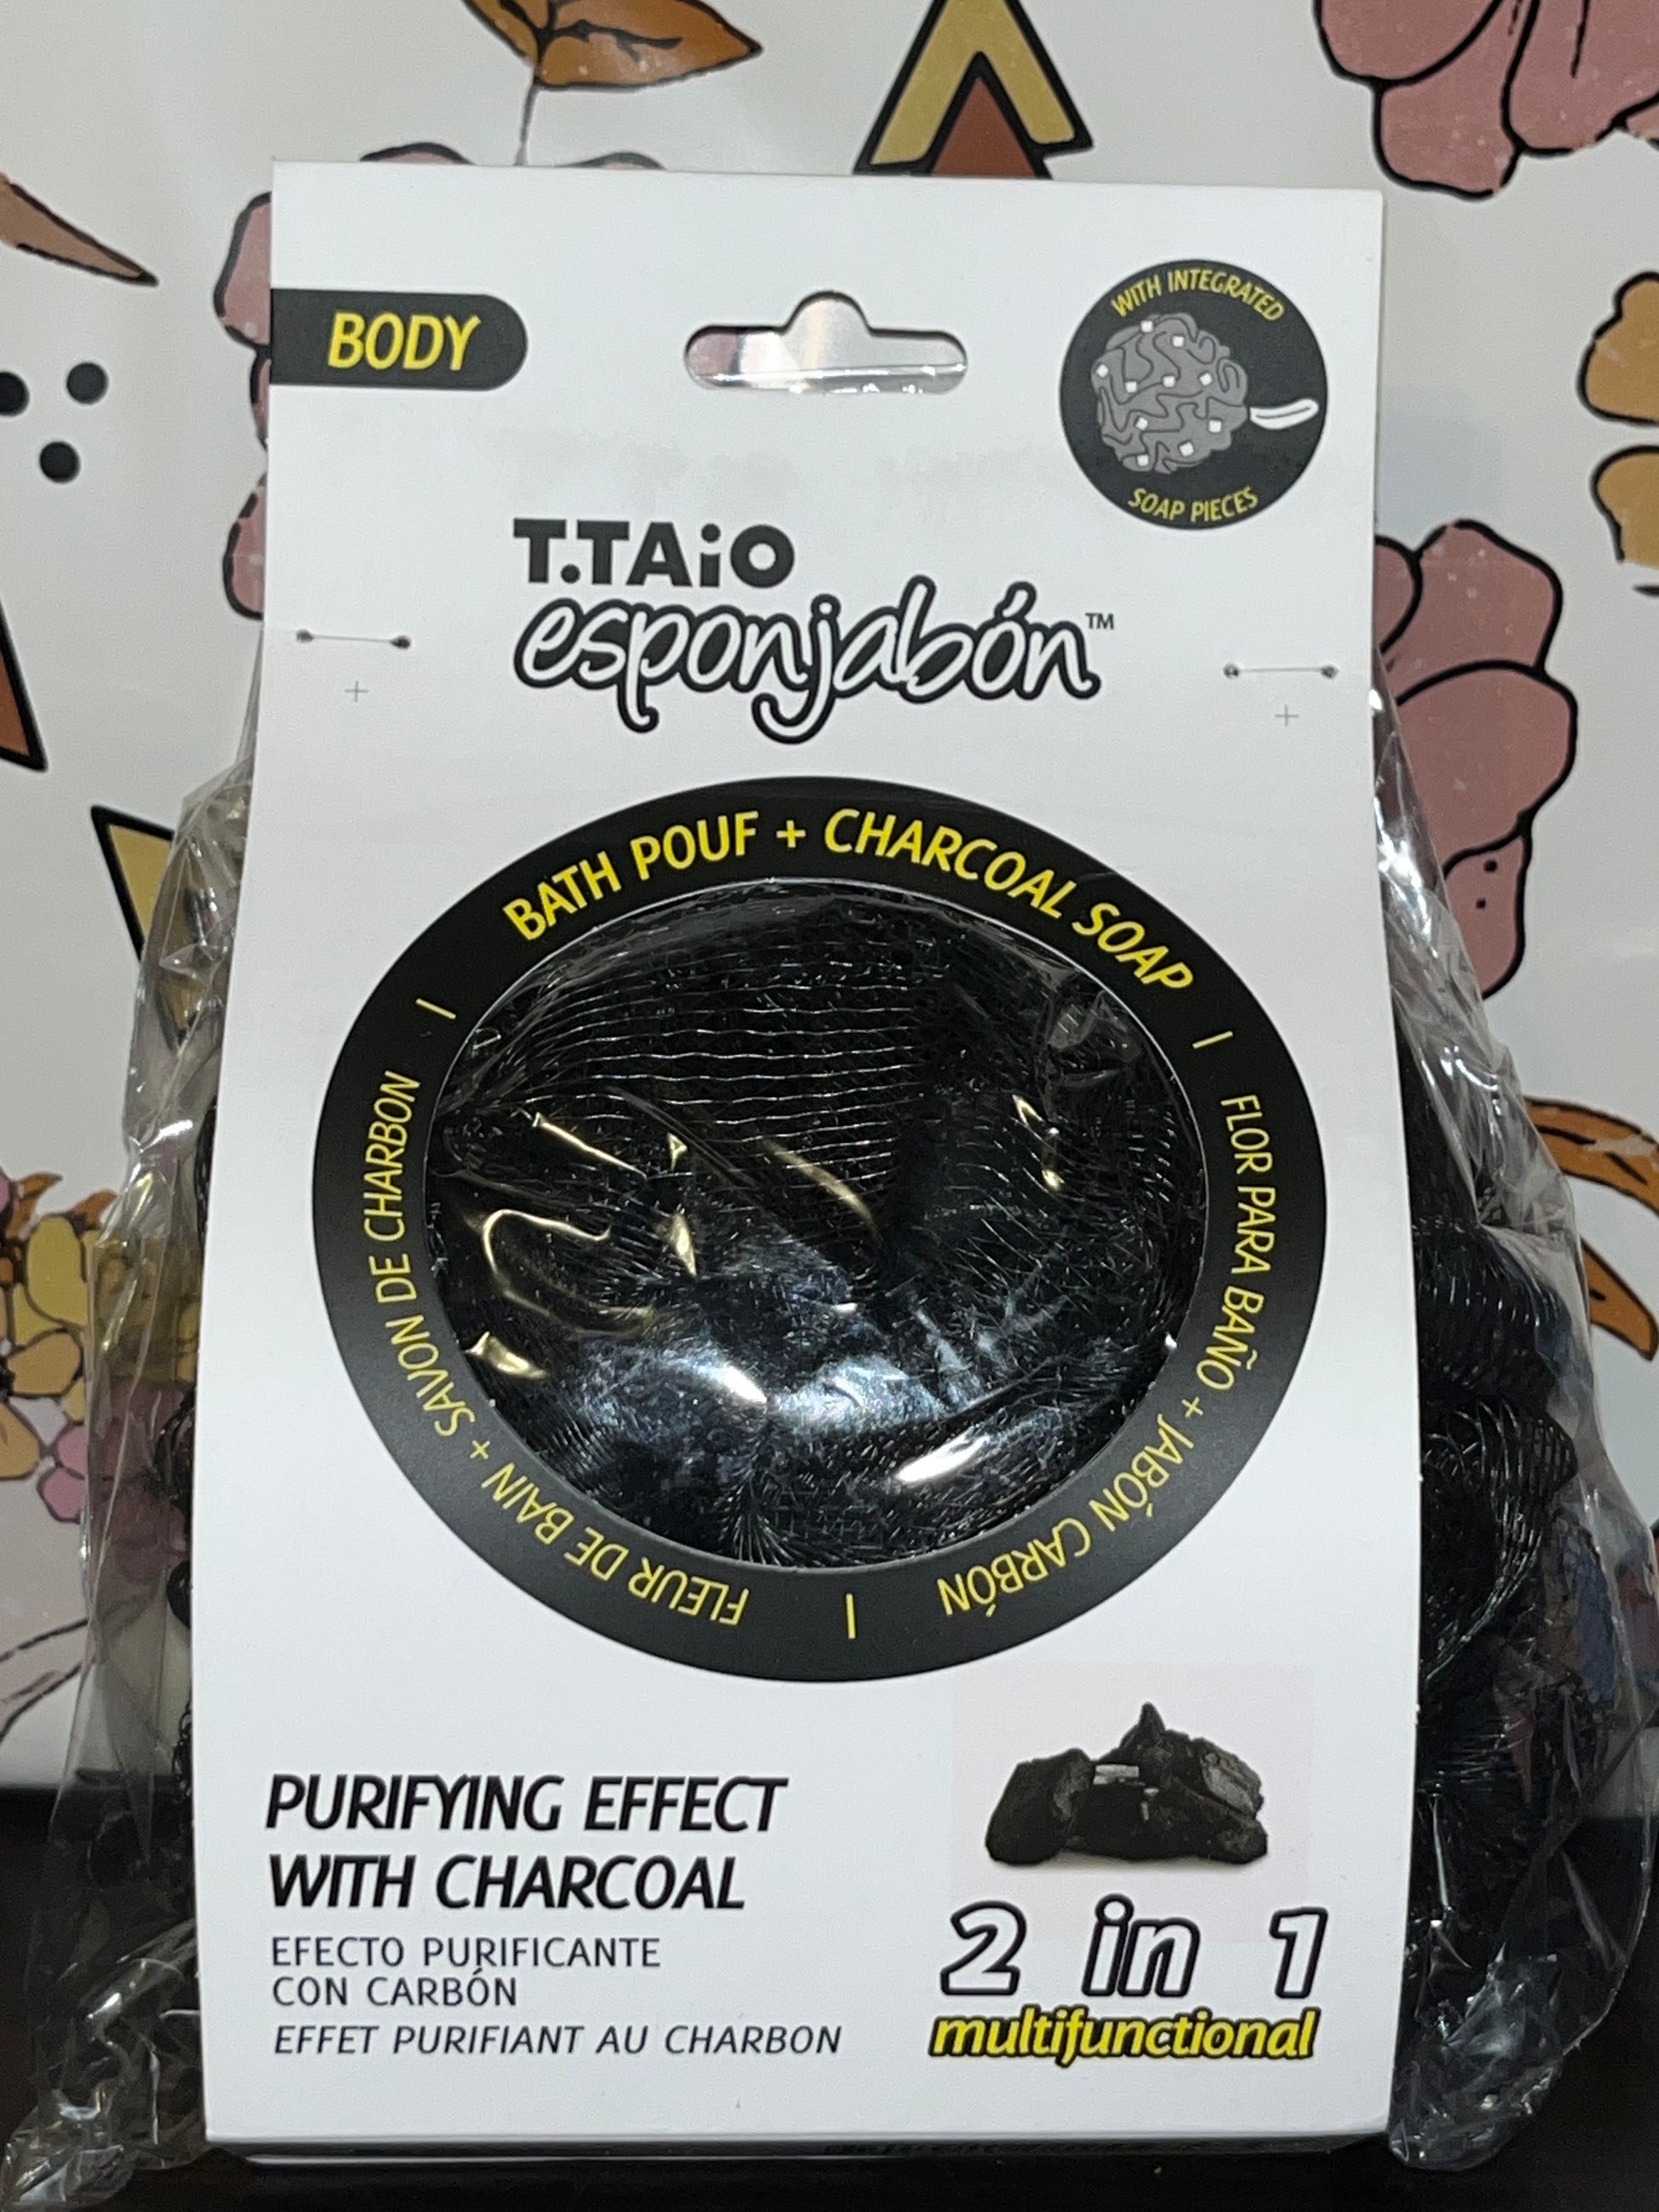 BODY
WITH INTEGRATED
SOAP PIECES
T.TAiO
esponjabón™
BATH POUF + CHARCOAL SOAP
FLOR PARA BAÑO + JABÓN CARBÓN
FLEUR DE BAIN + SAVON DE CHARBON
PURIFYING EFFECT
WITH CHARCOAL
EFECTO PURIFICANTE
CON CARBÓN
EFFET PURIFIANT AU CHARBON
2 in 1
multifunctional